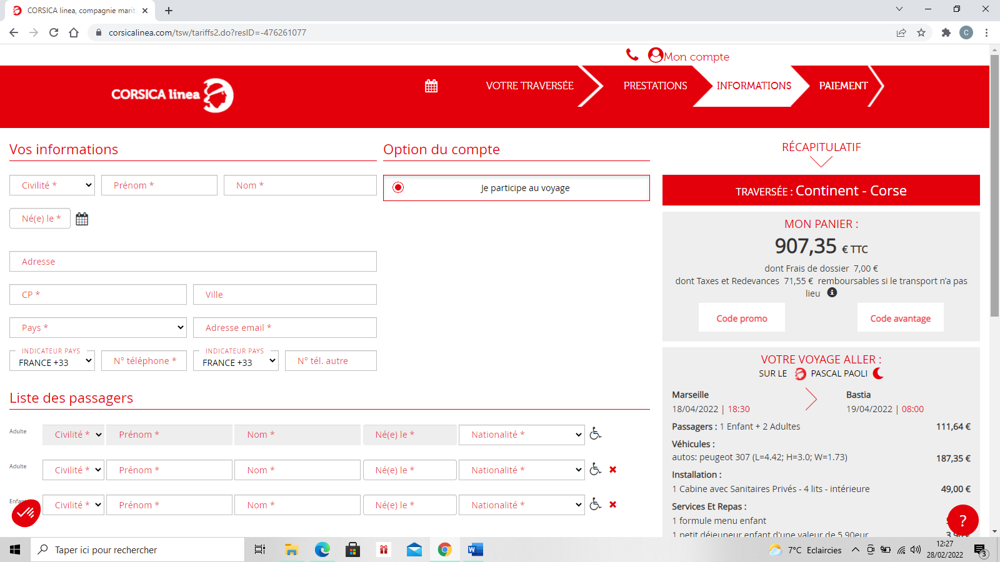 CORSICA linea, compagnie marit
corsicalinea.com/tsw/tariffs2.do?resID=-476261077
C
Mon compte
CORSICA linea
VOTRE TRAVERSÉE
PRESTATIONS
INFORMATIONS
PAIEMENT
Vos informations
Civilité *
Prénom *
Nom *
Né(e) le *
Adresse
CP *
Ville
Pays *
Adresse email *
INDICATEUR PAYS
FRANCE +33
N° téléphone *
INDICATEUR PAYS
FRANCE +33
N° tél. autre
Option du compte
Je participe au voyage
Liste des passagers
Adulte
Civilité *
Prénom *
Nom *
Né(e) le *
Nationalité *
Adulte
Civilité *
Prénom *
Nom *
Né(e) le *
Nationalité *
Enfant
Civilité *
Prénom *
Nom *
Né(e) le *
Nationalité *
RÉCAPITULATIF
TRAVERSÉE : Continent - Corse
MON PANIER :
907,35 € TTC
dont Frais de dossier 7,00 €
dont Taxes et Redevances 71,55 € remboursables si le transport n’a pas
lieu
Code promo
Code avantage
VOTRE VOYAGE ALLER :
SUR LE PASCAL PAOLI
Marseille
18/04/2022 | 18:30
Bastia
19/04/2022 | 08:00
Passagers : 1 Enfant + 2 Adultes 111,64 €
Véhicules :
autos: peugeot 307 (L=4.42; H=3.0; W=1.73) 187,35 €
Installation :
1 Cabine avec Sanitaires Privés - 4 lits - intérieure 49,00 €
Services Et Repas :
1 formule menu enfant
1 petit déjeuner enfant d'une valeur de 5,90eur 3,90 €
?
Taper ici pour rechercher
7°C Eclaircies
12:27
28/02/2022
3